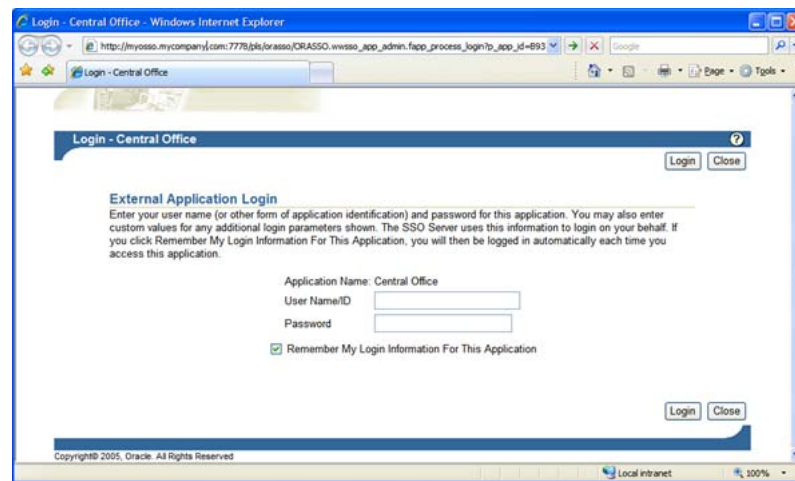 Login - Central Office - Windows Internet Explorer
http://myosso.mycompany.com:7778/pls/orasso/ORASSO.wwsso_app_admin.fapp_process_login?p_app_id=B93
Google
Login - Central Office
Page
Tools
Login - Central Office
Login Close
External Application Login
Enter your user name (or other form of application identification) and password for this application. You may also enter
custom values for any additional login parameters shown. The SSO Server uses this information to login on your behalf. If
you click Remember My Login Information For This Application, you will then be logged in automatically each time you
access this application.
Application Name: Central Office
User Name/ID
Password
Remember My Login Information For This Application
Login Close
Copyright© 2005, Oracle. All Rights Reserved
Local intranet
100%